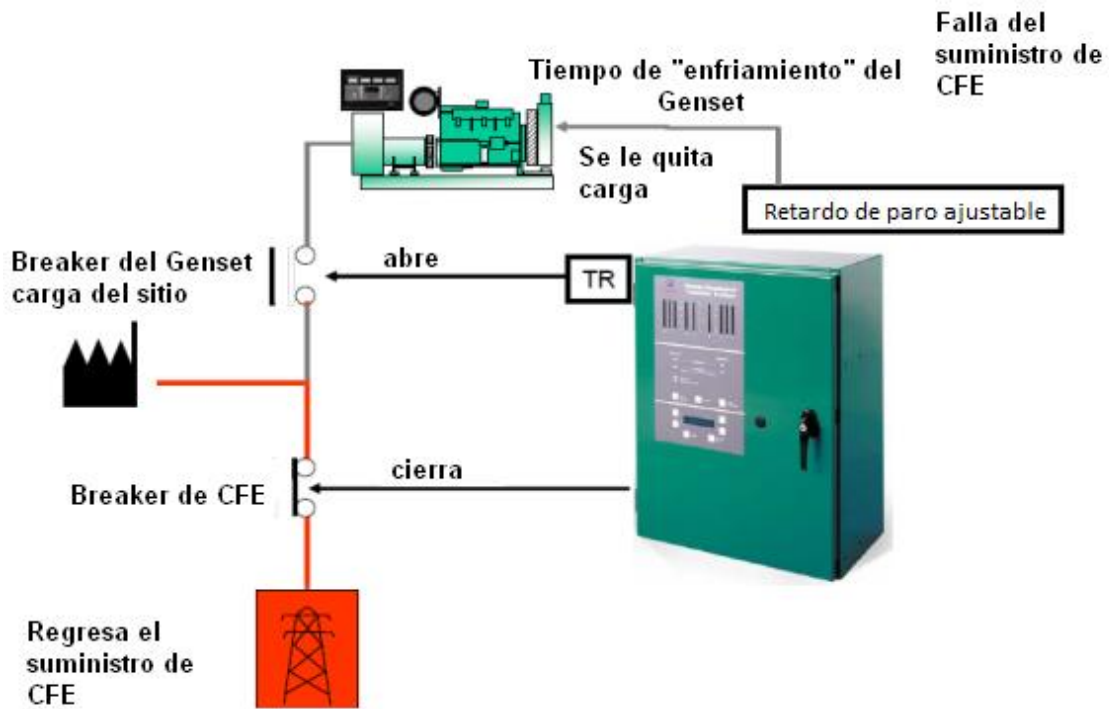 Falla del
suministro de
CFE
Tiempo de "enfriamiento" del
Genset
Se le quita
carga
Retardo de paro ajustable
Breaker del Genset
carga del sitio
abre
TR
Breaker de CFE
cierra
Regresa el
suministro de
CFE